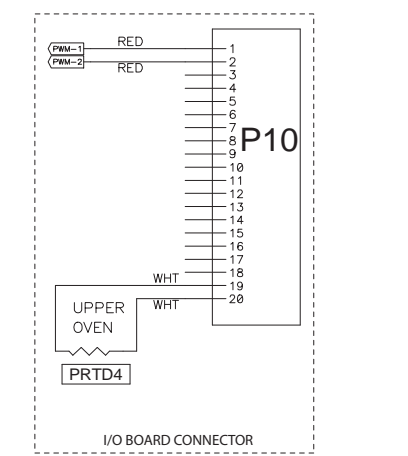 PWM-1 RED 1
PWM-2 RED 2
3
4
5
6
7
8
P10
9
10
11
12
13
14
15
16
17
18
WHT 19
WHT 20
UPPER
OVEN
PRTD4
I/O BOARD CONNECTOR